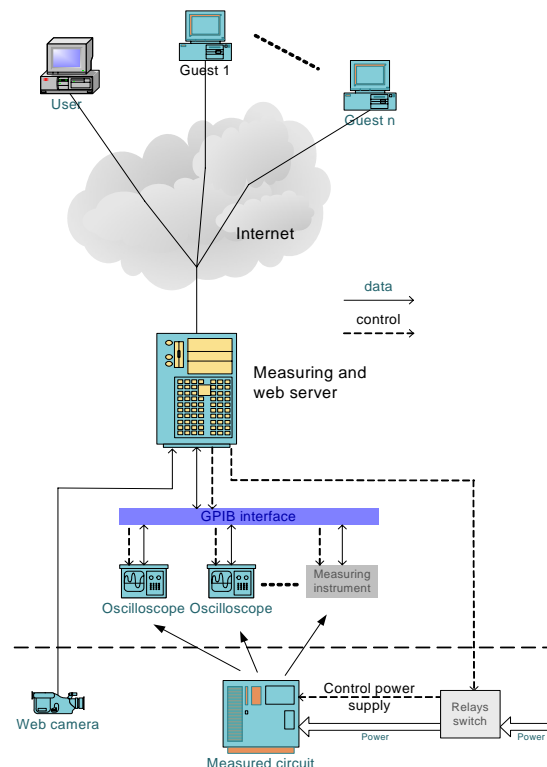 Guest 1
User
Guest n
Internet
data
control
Measuring and
web server
GPIB interface
Measuring
instrument
Oscilloscope
Oscilloscope
Control power
supply
Relays
switch
Web camera
Power
Power
Measured circuit